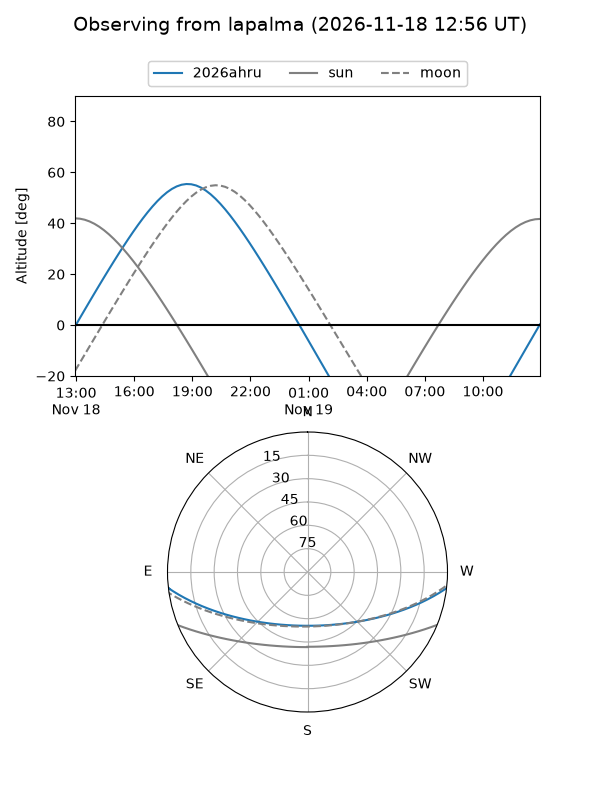 Observing from lapalma (2026-11-18 12:56 UT)
2026ahru sun moon
Altitude [deg]
80
60
40
20
0
−20
13:00 16:00 19:00 22:00 01:00 04:00 07:00 10:00
Nov 18 Nov 19
N
NE NW
15
30
45
60
75
E W
SE SW
S